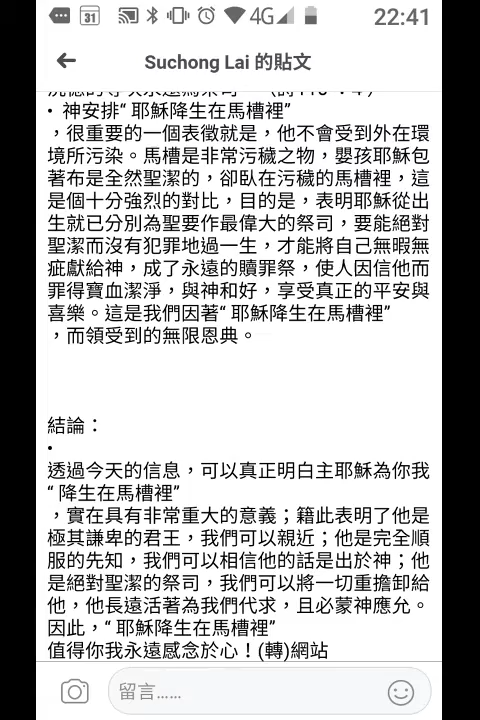 31 4G 22:41
Suchong Lai 的貼文
• 神安排“ 耶穌降生在馬槽裡”
，很重要的一個表徵就是，他不會受到外在環
境所污染。馬槽是非常污穢之物，嬰孩耶穌包
著布是全然聖潔的，卻臥在污穢的馬槽裡，這
是個十分強烈的對比，目的是，表明耶穌從出
生就已分別為聖要作最偉大的祭司，要能絕對
聖潔而沒有犯罪地過一生，才能將自己無暇無
疵獻給神，成了永遠的贖罪祭，使人因信他而
罪得寶血潔淨，與神和好，享受真正的平安與
喜樂。這是我們因著“ 耶穌降生在馬槽裡”
，而領受到的無限恩典。
結論：
•
透過今天的信息，可以真正明白主耶穌為你我
“ 降生在馬槽裡”
，實在具有非常重大的意義；籍此表明了他是
極其謙卑的君王，我們可以親近；他是完全順
服的先知，我們可以相信他的話是出於神；他
是絕對聖潔的祭司，我們可以將一切重擔卸給
他，他長遠活著為我們代求，且必蒙神應允。
因此，“ 耶穌降生在馬槽裡”
值得你我永遠感念於心！(轉)網站
留言......